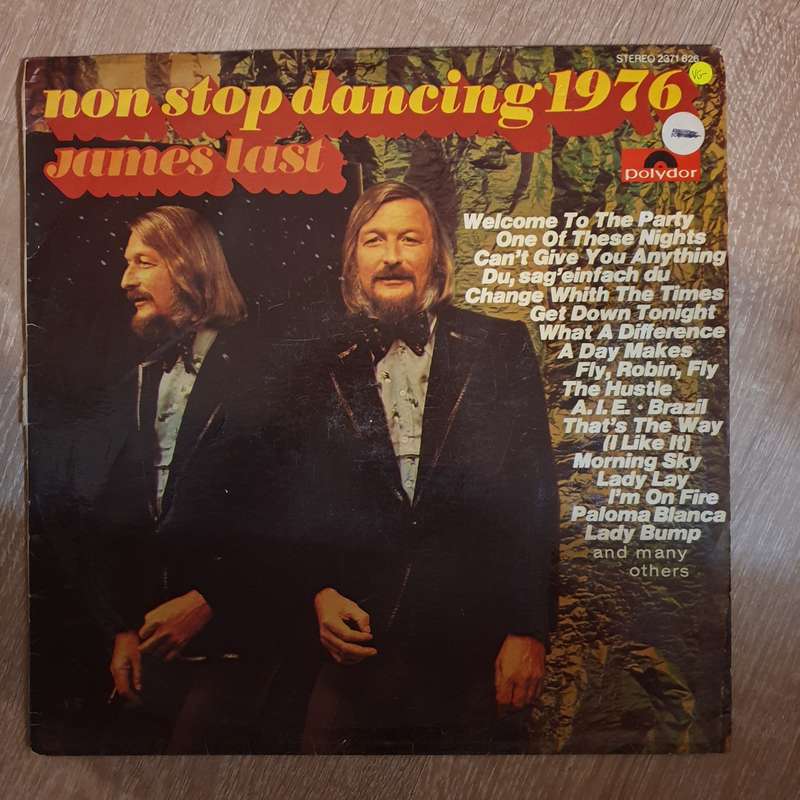 STEREO 2371 626
VG-
non stop dancing 1976
James last
polydor
Welcome To The Party
One Of These Nights
Can't Give You Anything
Du, sag'einfach du
Change Whith The Times
Get Down Tonight
What A Difference
A Day Makes
Fly, Robin, Fly
The Hustle
A.I.E. • Brazil
That's The Way
(I Like It)
Morning Sky
Lady Lay
I'm On Fire
Paloma Blanca
Lady Bump
and many
others